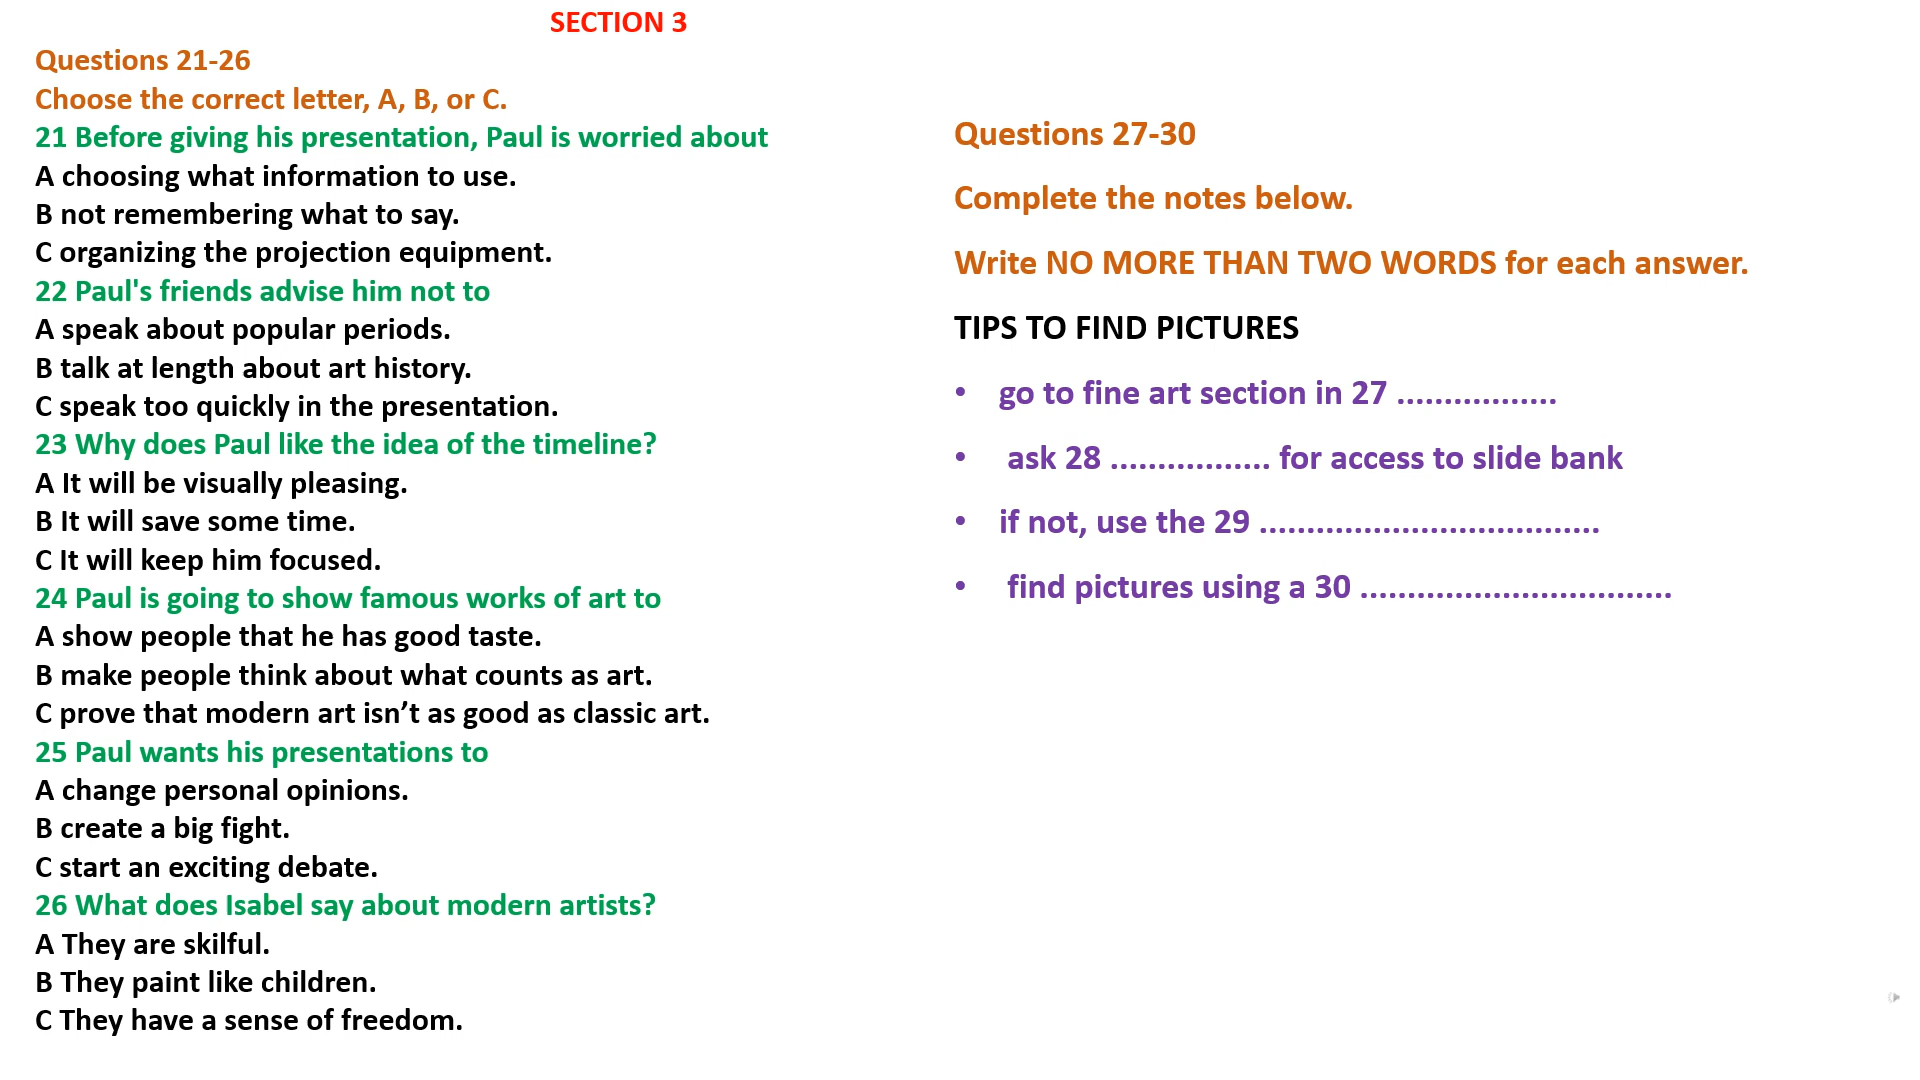 SECTION 3
Questions 21-26
Choose the correct letter, A, B, or C.
21 Before giving his presentation, Paul is worried about
A choosing what information to use.
B not remembering what to say.
C organizing the projection equipment.
22 Paul's friends advise him not to
A speak about popular periods.
B talk at length about art history.
C speak too quickly in the presentation.
23 Why does Paul like the idea of the timeline?
A It will be visually pleasing.
B It will save some time.
C It will keep him focused.
24 Paul is going to show famous works of art to
A show people that he has good taste.
B make people think about what counts as art.
C prove that modern art isn’t as good as classic art.
25 Paul wants his presentations to
A change personal opinions.
B create a big fight.
C start an exciting debate.
26 What does Isabel say about modern artists?
A They are skilful.
B They paint like children.
C They have a sense of freedom.
Questions 27-30
Complete the notes below.
Write NO MORE THAN TWO WORDS for each answer.
TIPS TO FIND PICTURES
• go to fine art section in 27 .................
• ask 28 ................. for access to slide bank
• if not, use the 29 ....................................
• find pictures using a 30 .................................